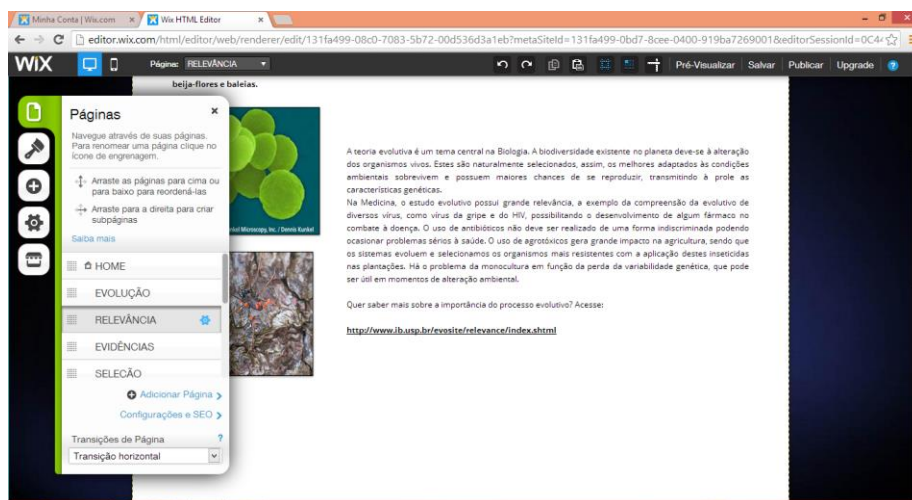 Minha Conta | Wix.com
Wix HTML Editor
editor.wix.com/html/editor/web/renderer/edit/131fa499-08c0-7083-5b72-00d536d3a1eb?metaSiteId=131fa499-0bd7-8cee-0400-919ba7269001&editorSessionId=0C4
WiX
Página: RELEVÂNCIA
Pré-Visualizar
Salvar
Publicar
Upgrade
?
beija-flores e baleias.
Páginas
Navegue através de suas páginas.
Para renomear uma página clique no
ícone de engrenagem.
Arraste as páginas para cima ou
para baixo para reordená-las
Arraste para a direita para criar
subpáginas
Saiba mais
HOME
EVOLUÇÃO
RELEVÂNCIA
EVIDÊNCIAS
SELEÇÃO
Adicionar Página >
Configurações e SEO >
Transições de Página ?
Transição horizontal
Microscopy, Inc. / Dennis Kunkel
A teoria evolutiva é um tema central na Biologia. A biodiversidade existente no planeta deve-se à alteração
dos organismos vivos. Estes são naturalmente selecionados, assim, os melhores adaptados às condições
ambientais sobrevivem e possuem maiores chances de se reproduzir, transmitindo à prole as
características genéticas.
Na Medicina, o estudo evolutivo possui grande relevância, a exemplo da compreensão da evolutivo de
diversos vírus, como vírus da gripe e do HIV, possibilitando o desenvolvimento de algum fármaco no
combate à doença. O uso de antibióticos não deve ser realizado de uma forma indiscriminada podendo
ocasionar problemas sérios à saúde. O uso de agrotóxicos gera grande impacto na agricultura, sendo que
os sistemas evoluem e selecionamos os organismos mais resistentes com a aplicação destes inseticidas
nas plantações. Há o problema da monocultura em função da perda da variabilidade genética, que pode
ser útil em momentos de alteração ambiental.
Quer saber mais sobre a importância do processo evolutivo? Acesse:
http://www.ib.usp.br/evosite/relevance/index.shtml